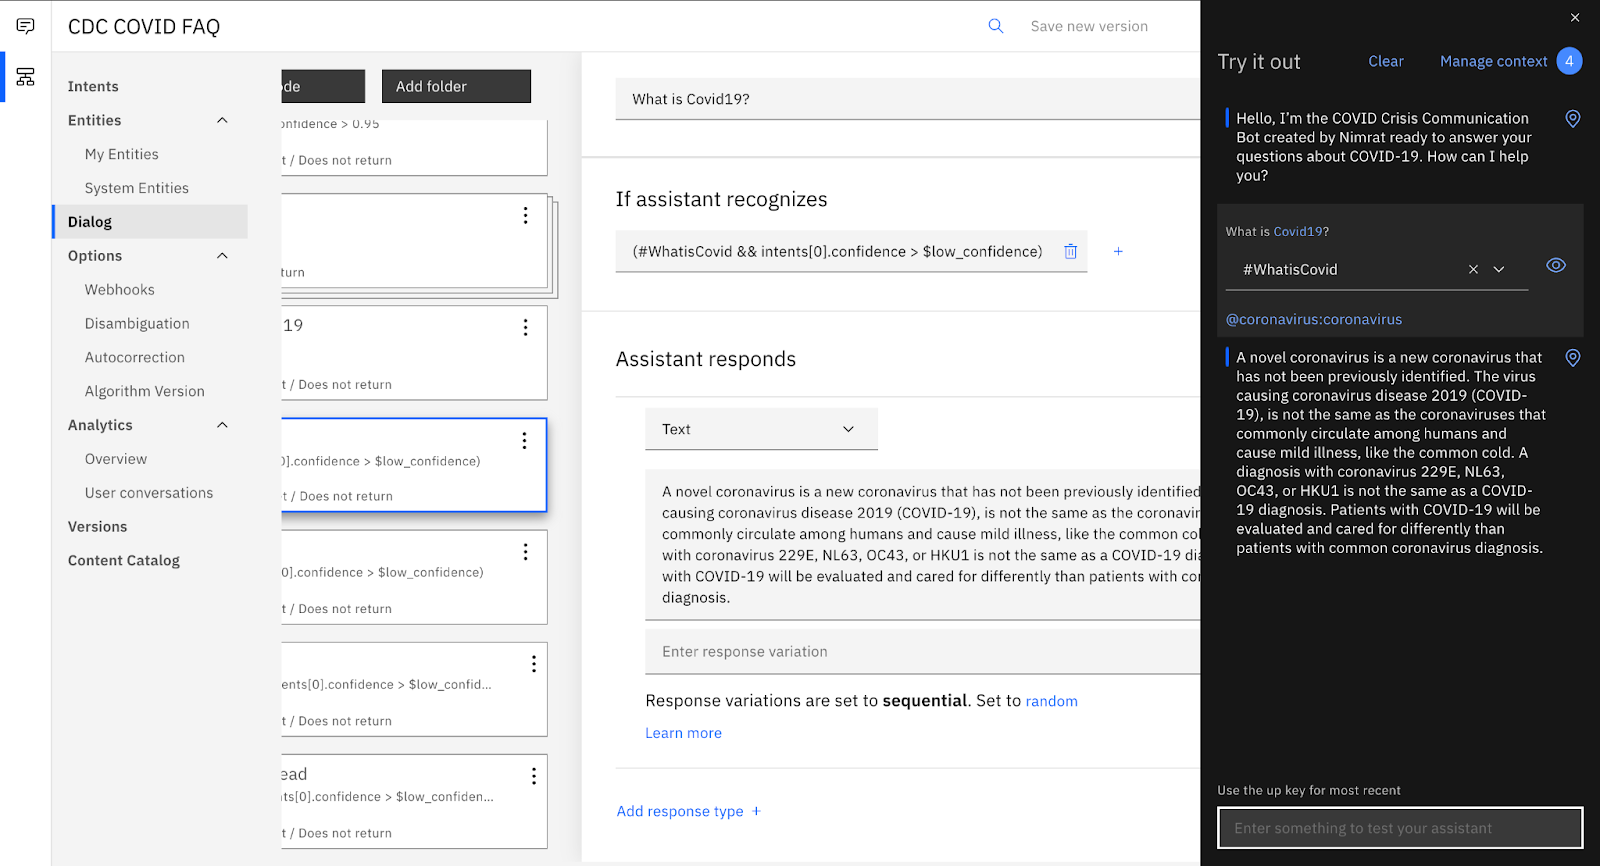 CDC COVID FAQ
Save new version
Intents
Entities
My Entities
System Entities
Dialog
Options
Webhooks
Disambiguation
Autocorrection
Algorithm Version
Analytics
Overview
User conversations
Versions
Content Catalog
de
Add folder
onfidence > 0.95
t / Does not return
turn
19
t / Does not return
0].confidence > $low_confidence)
t / Does not return
0].confidence > $low_confidence)
t / Does not return
ents[0].confidence > $low_confid...
t / Does not return
ead
ts[0].confidence > $low_confiden...
t / Does not return
What is Covid19?
If assistant recognizes
(#WhatisCovid && intents[0].confidence > $low_confidence)
Assistant responds
Text
A novel coronavirus is a new coronavirus that has not been previously identified
causing coronavirus disease 2019 (COVID-19), is not the same as the coronavir
commonly circulate among humans and cause mild illness, like the common col
with coronavirus 229E, NL63, OC43, or HKU1 is not the same as a COVID-19 dia
with COVID-19 will be evaluated and cared for differently than patients with cor
diagnosis.
Enter response variation
Response variations are set to sequential. Set to random
Learn more
Add response type +
Try it out
Clear
Manage context 4
Hello, I'm the COVID Crisis Communication
Bot created by Nimrat ready to answer your
questions about COVID-19. How can I help
you?
What is Covid19?
#WhatisCovid
@coronavirus:coronavirus
A novel coronavirus is a new coronavirus that
has not been previously identified. The virus
causing coronavirus disease 2019 (COVID-
19), is not the same as the coronaviruses that
commonly circulate among humans and
cause mild illness, like the common cold. A
diagnosis with coronavirus 229E, NL63,
OC43, or HKU1 is not the same as a COVID-
19 diagnosis. Patients with COVID-19 will be
evaluated and cared for differently than
patients with common coronavirus diagnosis.
Use the up key for most recent
Enter something to test your assistant